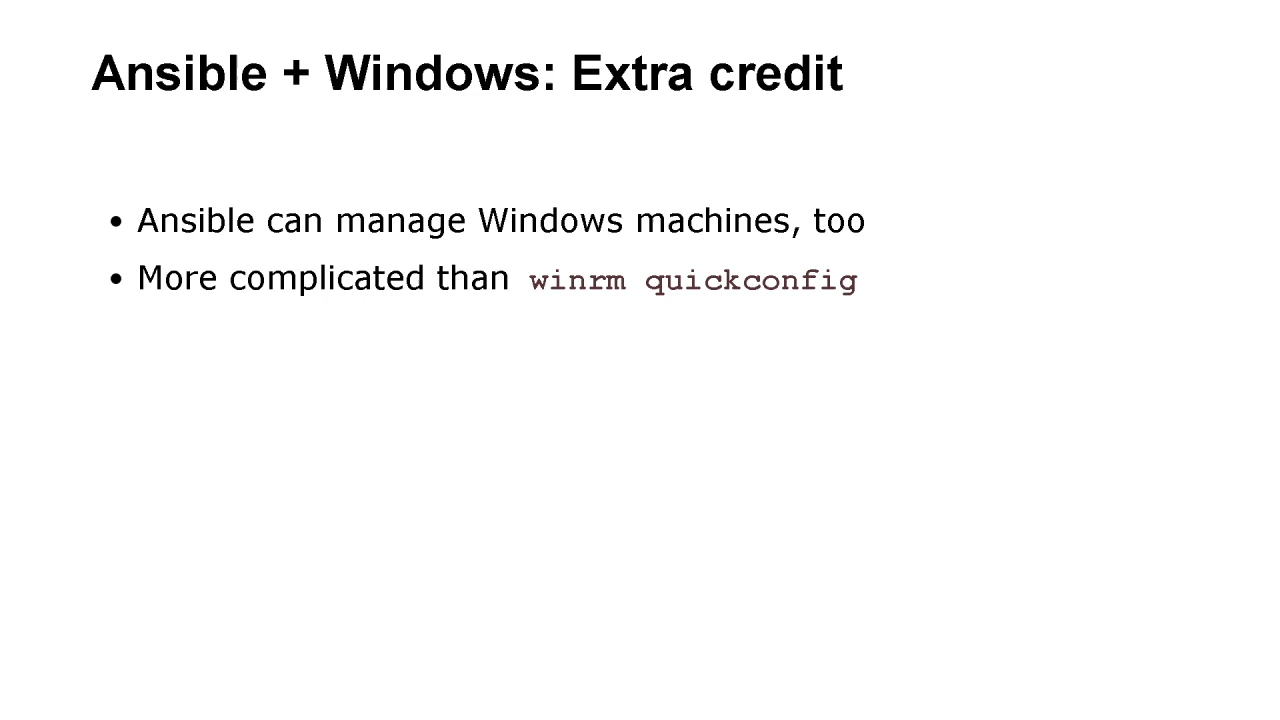 Ansible + Windows: Extra credit
• Ansible can manage Windows machines, too
• More complicated than winrm quickconfig